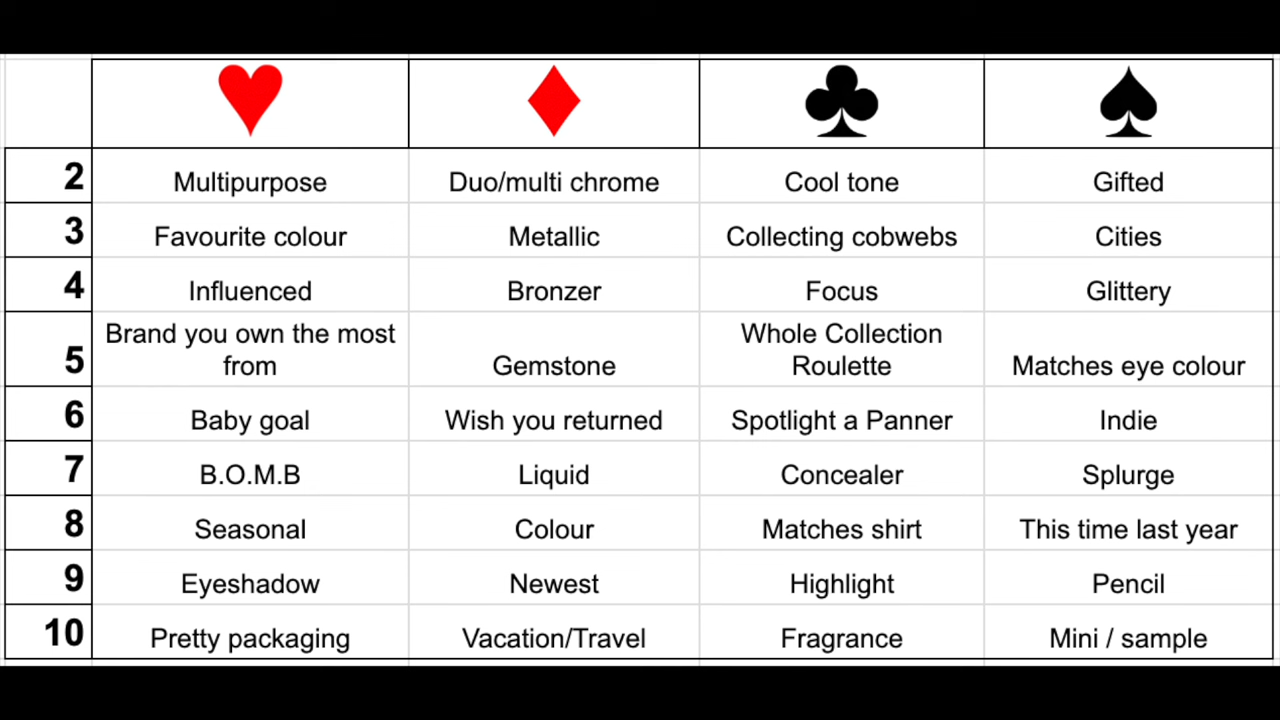 2 Multipurpose Duo/multi chrome Cool tone Gifted
3 Favourite colour Metallic Collecting cobwebs Cities
4 Influenced Bronzer Focus Glittery
Brand you own the most Whole Collection
5 from Gemstone Roulette Matches eye colour
6 Baby goal Wish you returned Spotlight a Panner Indie
7 B.O.M.B Liquid Concealer Splurge
8 Seasonal Colour Matches shirt This time last year
9 Eyeshadow Newest Highlight Pencil
10 Pretty packaging Vacation/Travel Fragrance Mini / sample